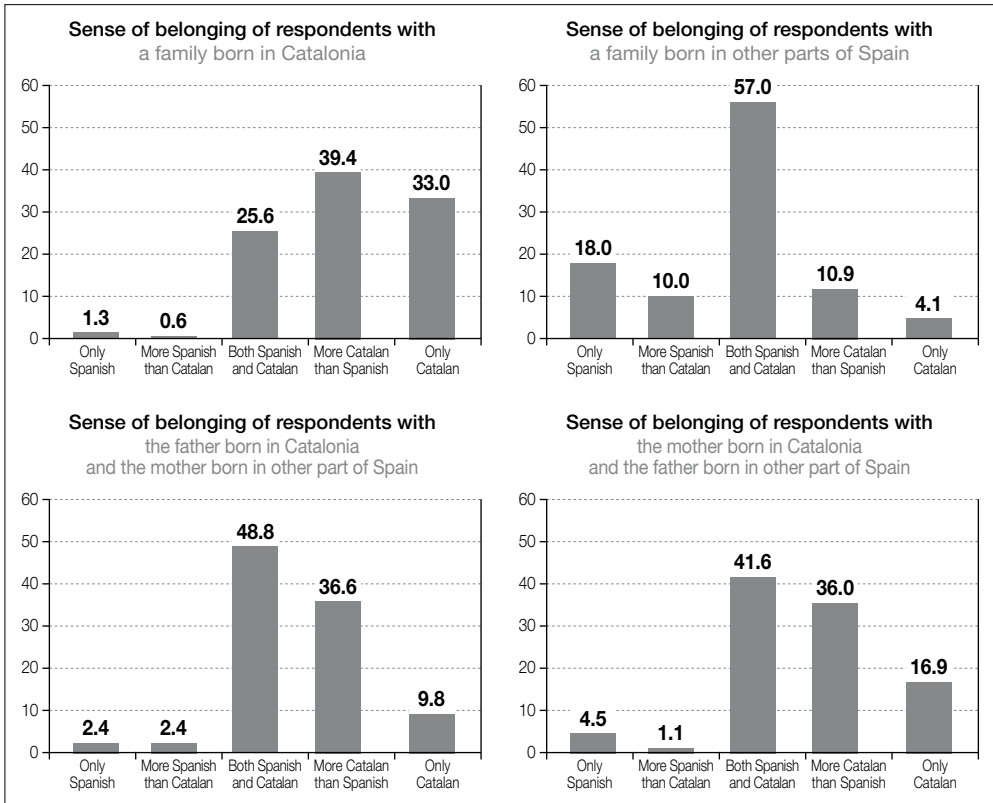 Sense of belonging of respondents with
a family born in Catalonia
60
50
40
30
20
10
0
1.3
0.6
25.6
39.4
33.0
Only
Spanish
More Spanish
than Catalan
Both Spanish
and Catalan
More Catalan
than Spanish
Only
Catalan
Sense of belonging of respondents with
a family born in other parts of Spain
60
50
40
30
20
10
0
18.0
10.0
57.0
10.9
4.1
Only
Spanish
More Spanish
than Catalan
Both Spanish
and Catalan
More Catalan
than Spanish
Only
Catalan
Sense of belonging of respondents with
the father born in Catalonia
and the mother born in other part of Spain
60
50
40
30
20
10
0
2.4
2.4
48.8
36.6
9.8
Only
Spanish
More Spanish
than Catalan
Both Spanish
and Catalan
More Catalan
than Spanish
Only
Catalan
Sense of belonging of respondents with
the mother born in Catalonia
and the father born in other part of Spain
60
50
40
30
20
10
0
4.5
1.1
41.6
36.0
16.9
Only
Spanish
More Spanish
than Catalan
Both Spanish
and Catalan
More Catalan
than Spanish
Only
Catalan